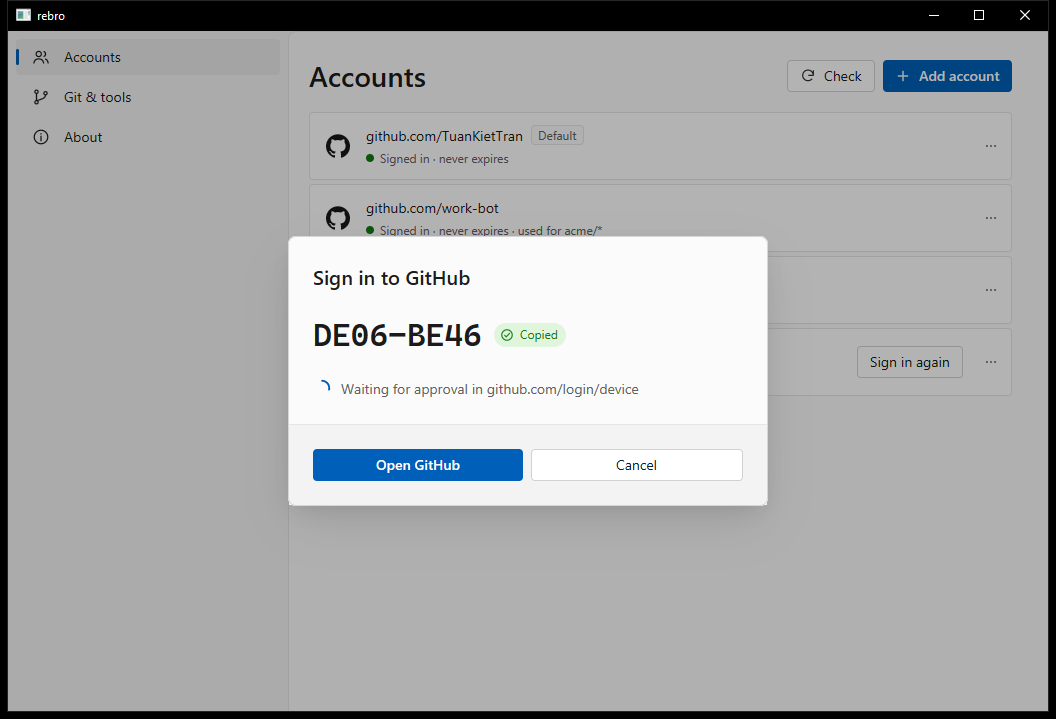 rebro
Accounts
Git & tools
About
Accounts
Check
Add account
github.com/TuanKietTran Default
Signed in · never expires
github.com/work-bot
Signed in · never expires · used for acme/*
Sign in again
Sign in to GitHub
DE06-BE46 Copied
Waiting for approval in github.com/login/device
Open GitHub
Cancel